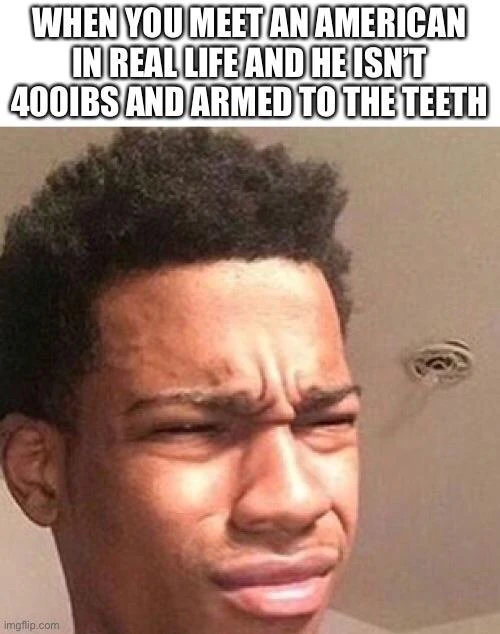 WHEN YOU MEET AN AMERICAN
IN REAL LIFE AND HE ISN'T
400IBS AND ARMED TO THE TEETH
imgflip.com